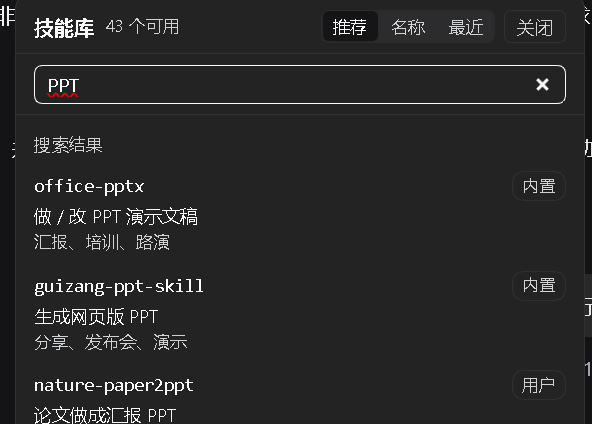 技能库 43 个可用 推荐 名称 最近 关闭
PPT
搜索结果
office-pptx 内置
做 / 改 PPT 演示文稿
汇报、培训、路演
guizang-ppt-skill 内置
生成网页版 PPT
分享、发布会、演示
nature-paper2ppt 用户
论文做成汇报 PPT